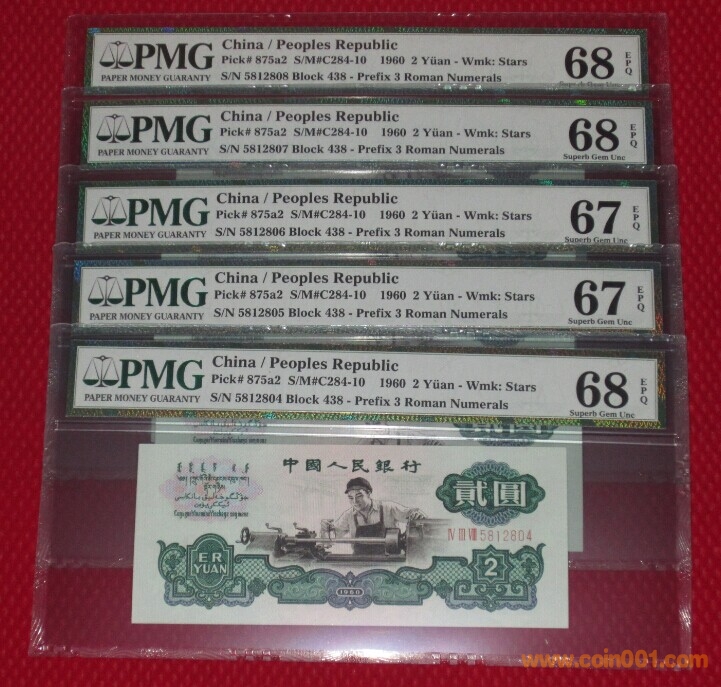 PMG
PAPER MONEY GUARANTY
China / Peoples Republic
Pick# 875a2 S/M#C284-10 1960 2 Yüan - Wmk: Stars
S/N 5812808 Block 438 - Prefix 3 Roman Numerals
68 EPQ
Superb Gem Unc
PMG
PAPER MONEY GUARANTY
China / Peoples Republic
Pick# 875a2 S/M#C284-10 1960 2 Yüan - Wmk: Stars
S/N 5812807 Block 438 - Prefix 3 Roman Numerals
68 EPQ
Superb Gem Unc
PMG
PAPER MONEY GUARANTY
China / Peoples Republic
Pick# 875a2 S/M#C284-10 1960 2 Yüan - Wmk: Stars
S/N 5812806 Block 438 - Prefix 3 Roman Numerals
67 EPQ
Superb Gem Unc
PMG
PAPER MONEY GUARANTY
China / Peoples Republic
Pick# 875a2 S/M#C284-10 1960 2 Yüan - Wmk: Stars
S/N 5812805 Block 438 - Prefix 3 Roman Numerals
67 EPQ
Superb Gem Unc
PMG
PAPER MONEY GUARANTY
China / Peoples Republic
Pick# 875a2 S/M#C284-10 1960 2 Yüan - Wmk: Stars
S/N 5812804 Block 438 - Prefix 3 Roman Numerals
68 EPQ
Superb Gem Unc
中國人民銀行
貳圓
IV III VIII 5812804
ER
YUAN
2
1960
www.coin001.com